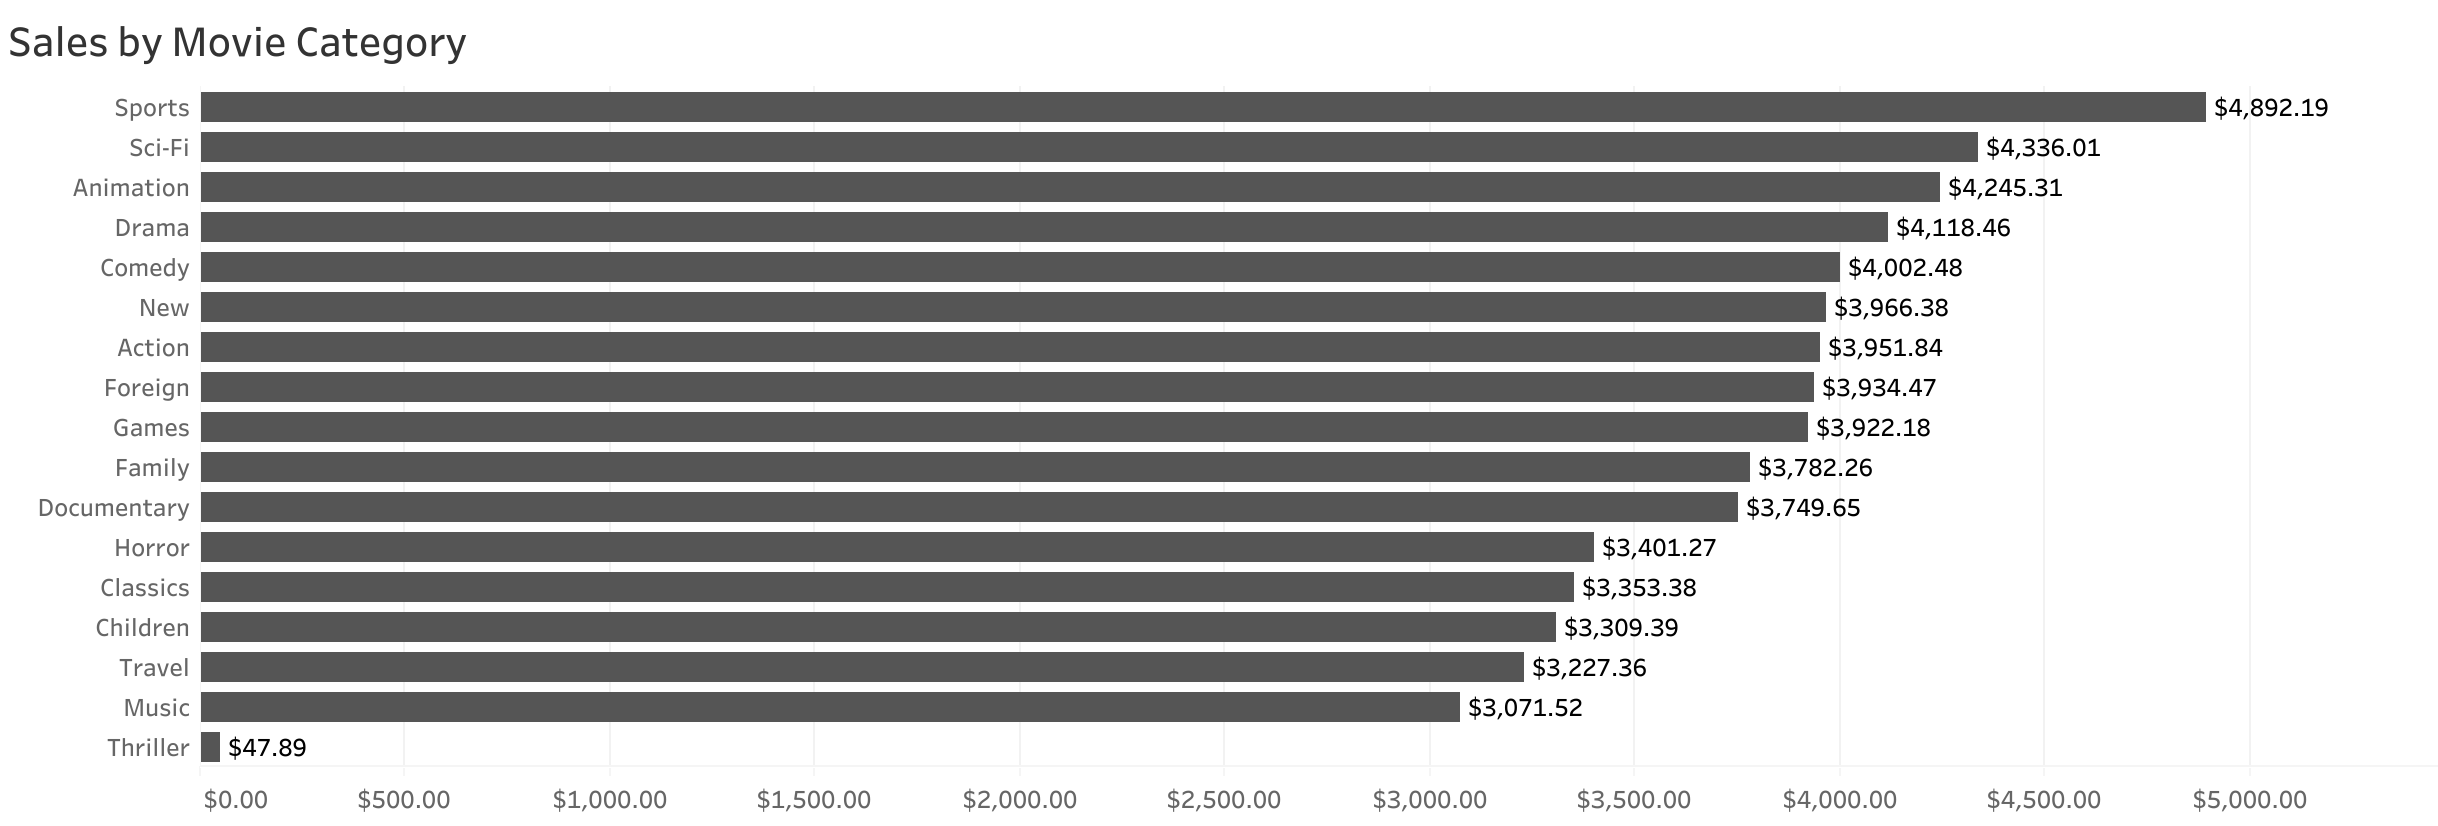 Sales by Movie Category
Sports $4,892.19
Sci-Fi $4,336.01
Animation $4,245.31
Drama $4,118.46
Comedy $4,002.48
New $3,966.38
Action $3,951.84
Foreign $3,934.47
Games $3,922.18
Family $3,782.26
Documentary $3,749.65
Horror $3,401.27
Classics $3,353.38
Children $3,309.39
Travel $3,227.36
Music $3,071.52
Thriller $47.89
$0.00 $500.00 $1,000.00 $1,500.00 $2,000.00 $2,500.00 $3,000.00 $3,500.00 $4,000.00 $4,500.00 $5,000.00